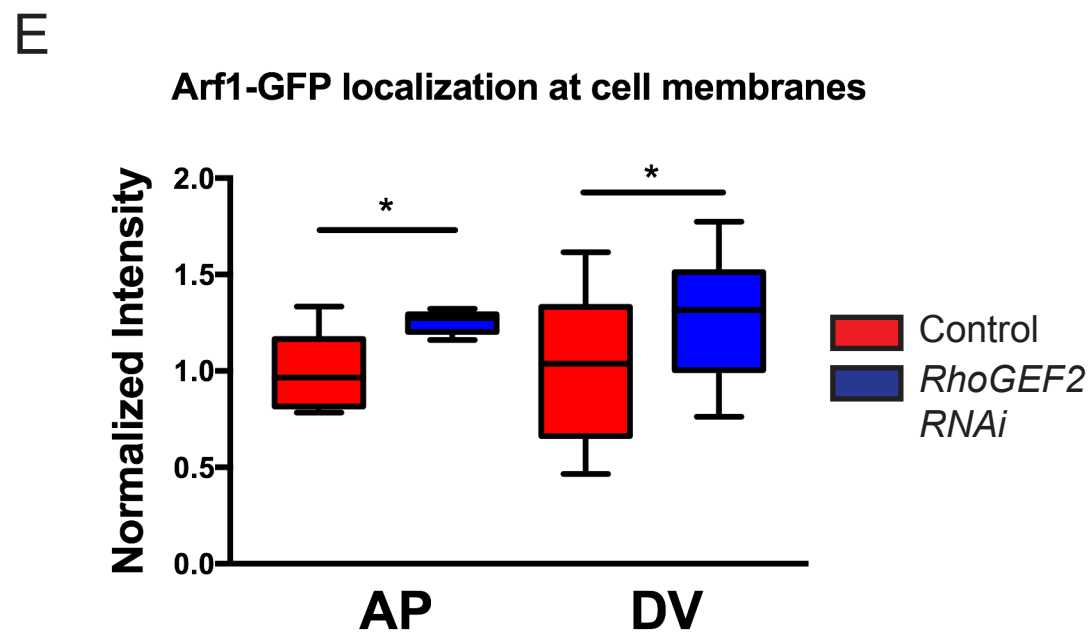 E
Arf1-GFP localization at cell membranes
Normalized Intensity
2.0
1.5
1.0
0.5
0.0
*
*
AP
DV
Control
RhoGEF2
RNAi